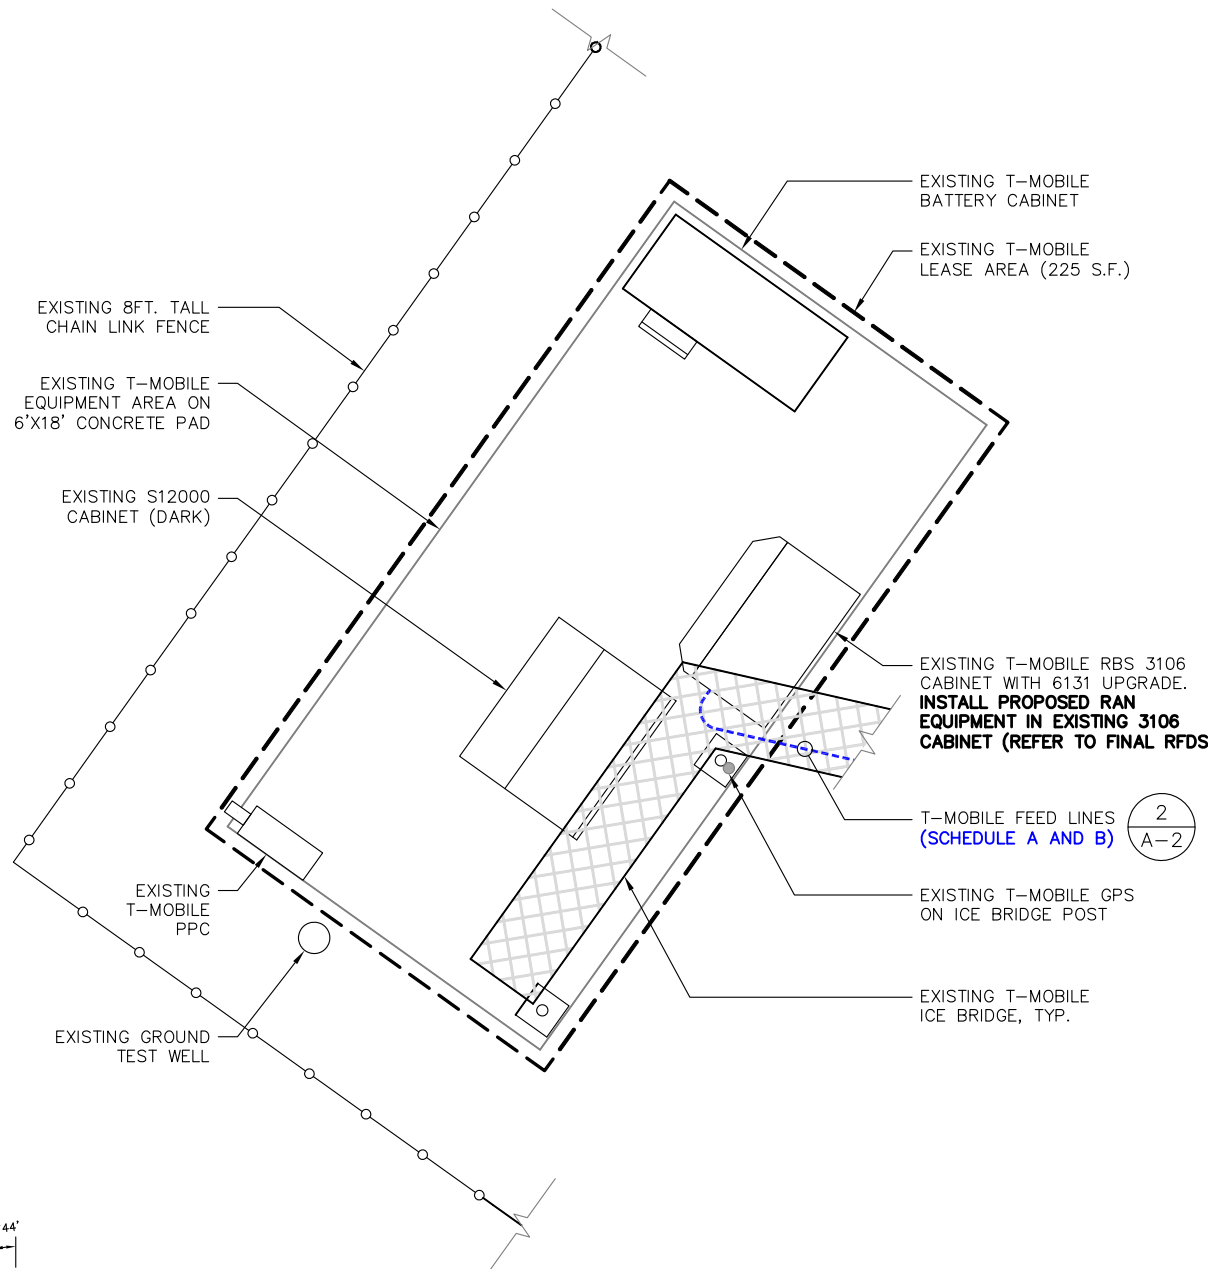 EXISTING T-MOBILE
BATTERY CABINET
EXISTING T-MOBILE
LEASE AREA (225 S.F.)
EXISTING 8FT. TALL
CHAIN LINK FENCE
EXISTING T-MOBILE
EQUIPMENT AREA ON
6'X18' CONCRETE PAD
EXISTING S12000
CABINET (DARK)
EXISTING T-MOBILE RBS 3106
CABINET WITH 6131 UPGRADE.
INSTALL PROPOSED RAN
EQUIPMENT IN EXISTING 3106
CABINET (REFER TO FINAL RFDS
T-MOBILE FEED LINES
(SCHEDULE A AND B)
2
A-2
EXISTING
T-MOBILE
PPC
EXISTING T-MOBILE GPS
ON ICE BRIDGE POST
EXISTING T-MOBILE
ICE BRIDGE, TYP.
EXISTING GROUND
TEST WELL
44'